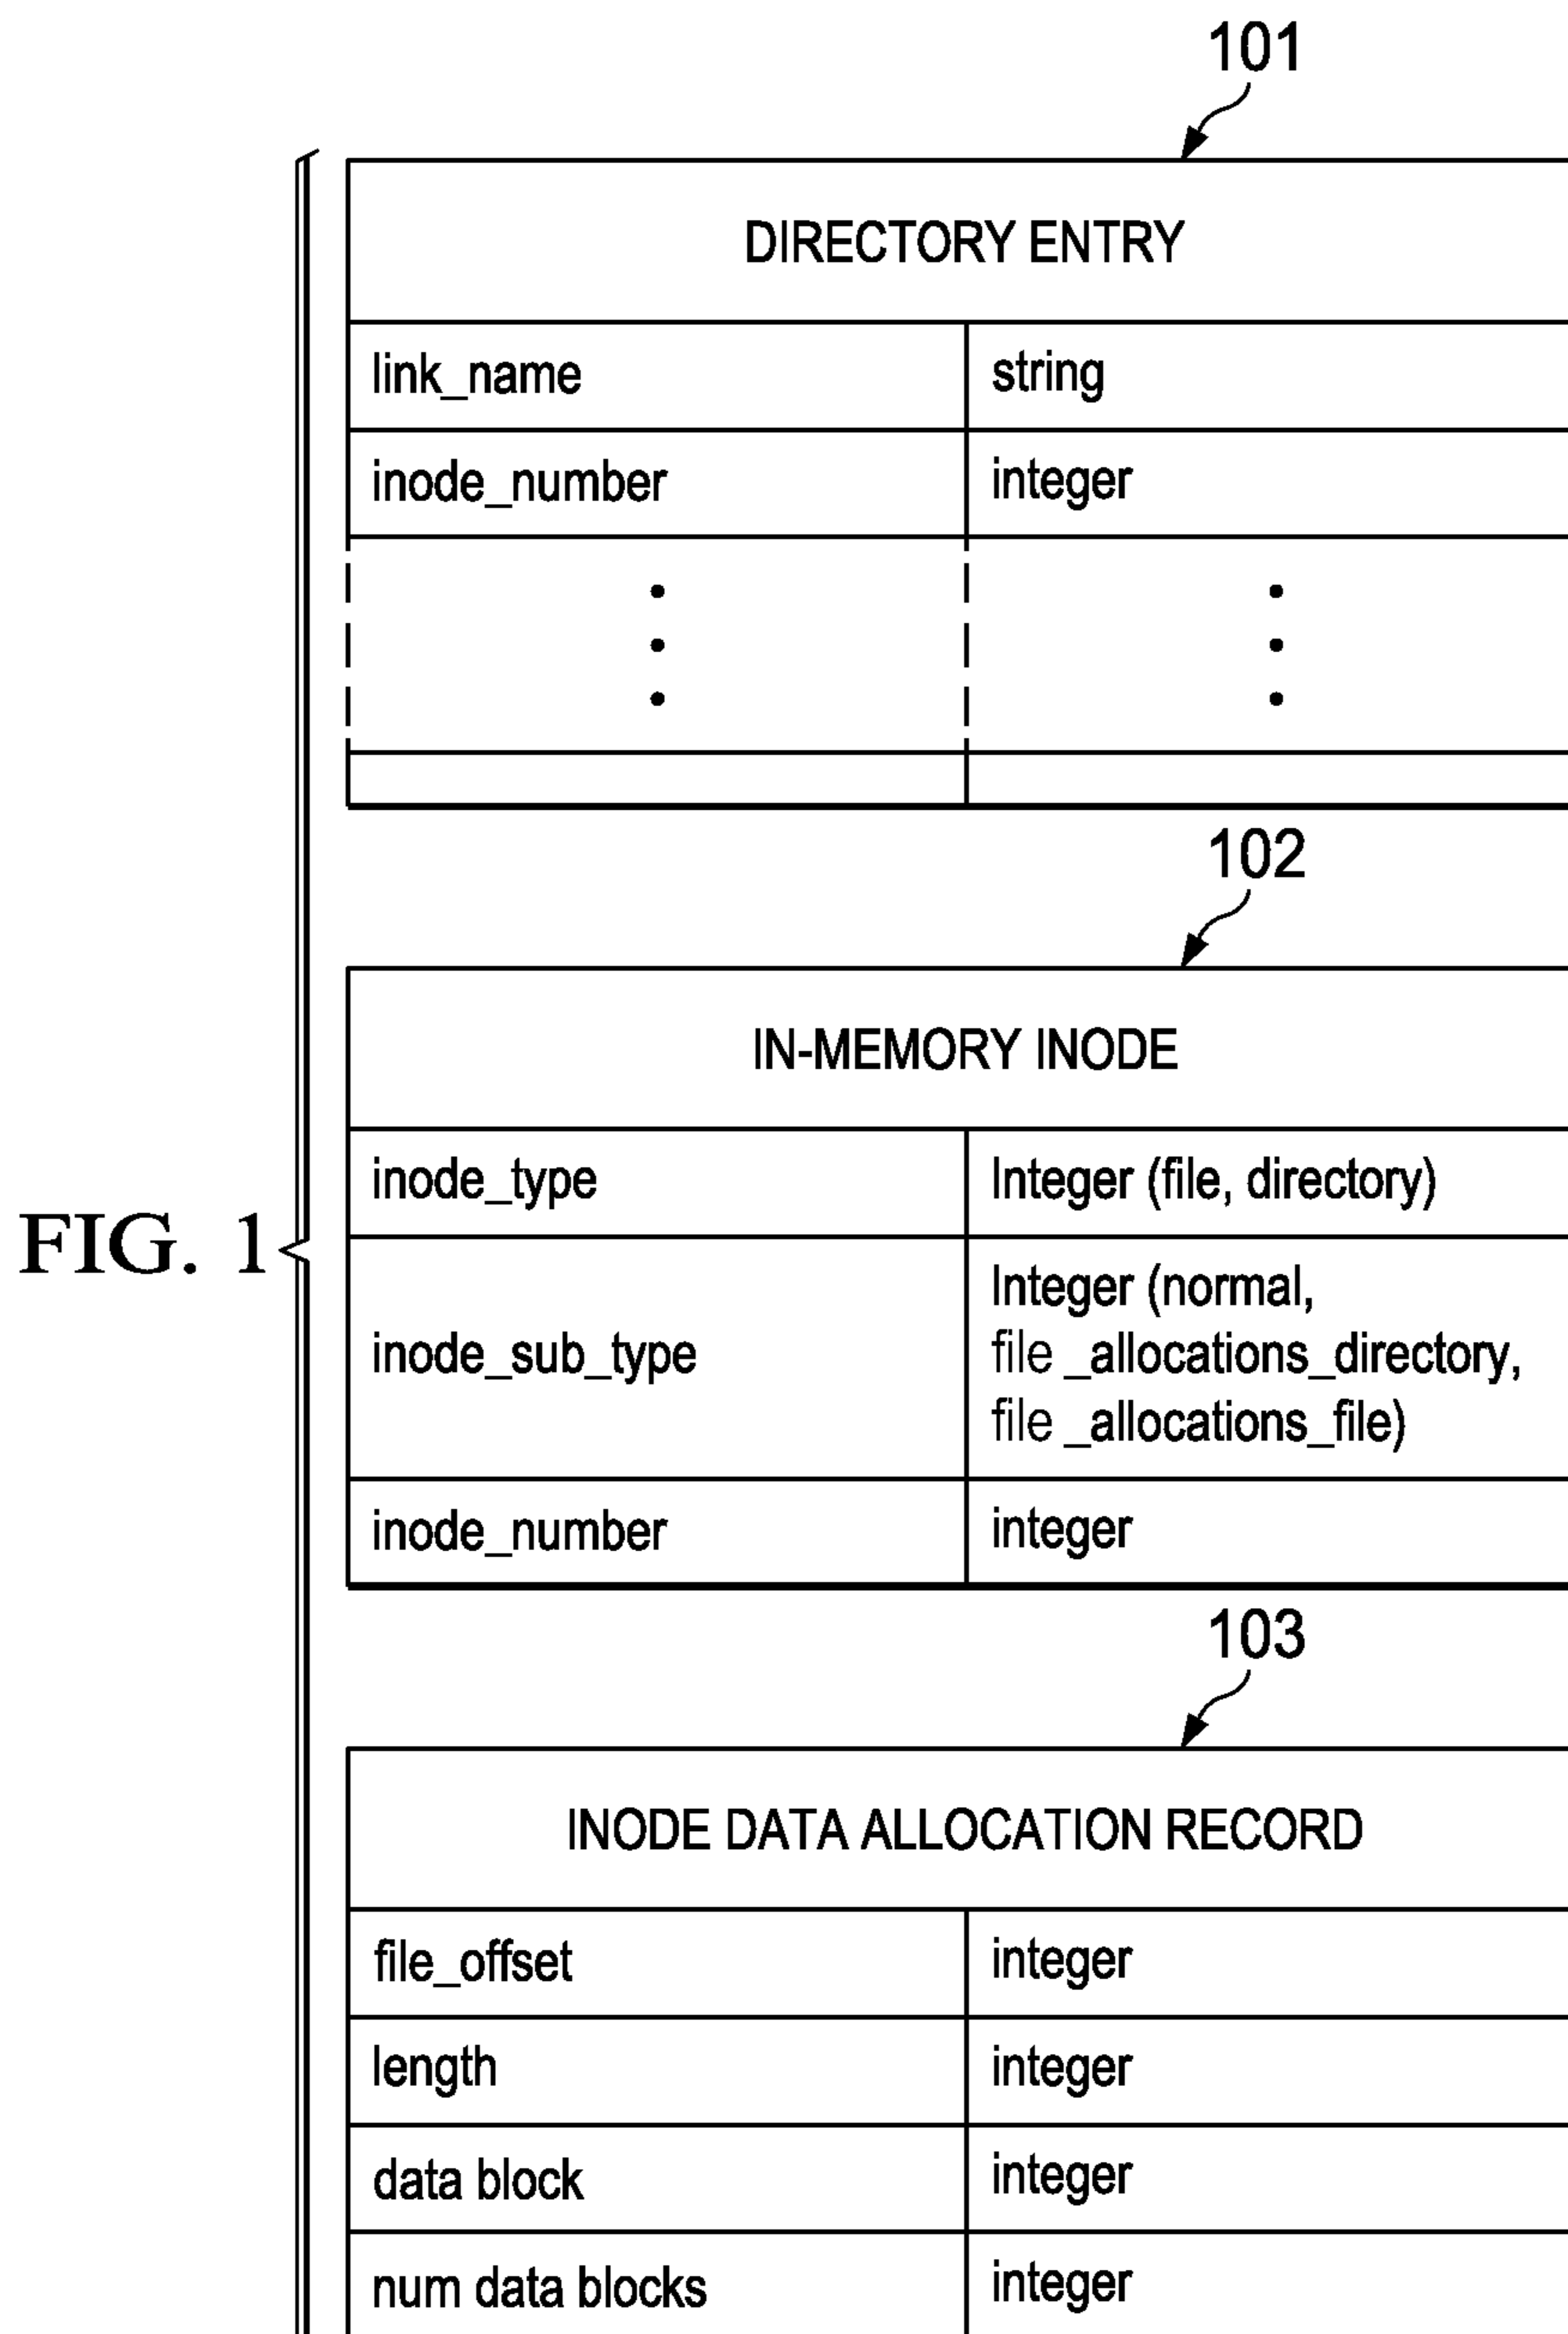 101
DIRECTORY ENTRY
link_name string
inode_number integer
102
IN-MEMORY INODE
inode_type Integer (file, directory)
FIG. 1
inode_sub_type Integer (normal,
file _allocations_directory,
file _allocations_file)
inode_number integer
103
INODE DATA ALLOCATION RECORD
file_offset integer
length integer
data block integer
num data blocks integer